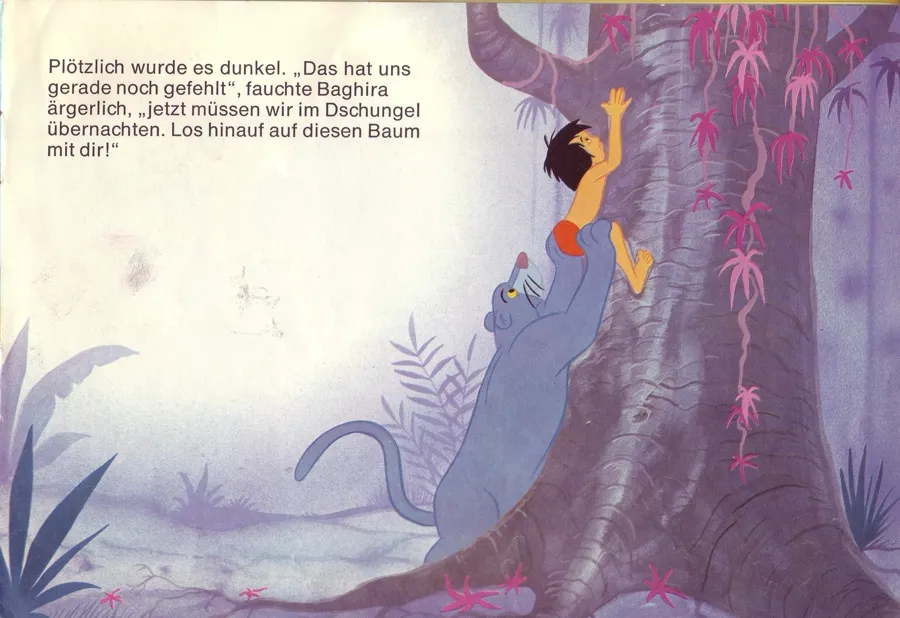 Plötzlich wurde es dunkel. „Das hat uns
gerade noch gefehlt“, fauchte Baghira
ärgerlich, „jetzt müssen wir im Dschungel
übernachten. Los hinauf auf diesen Baum
mit dir!“